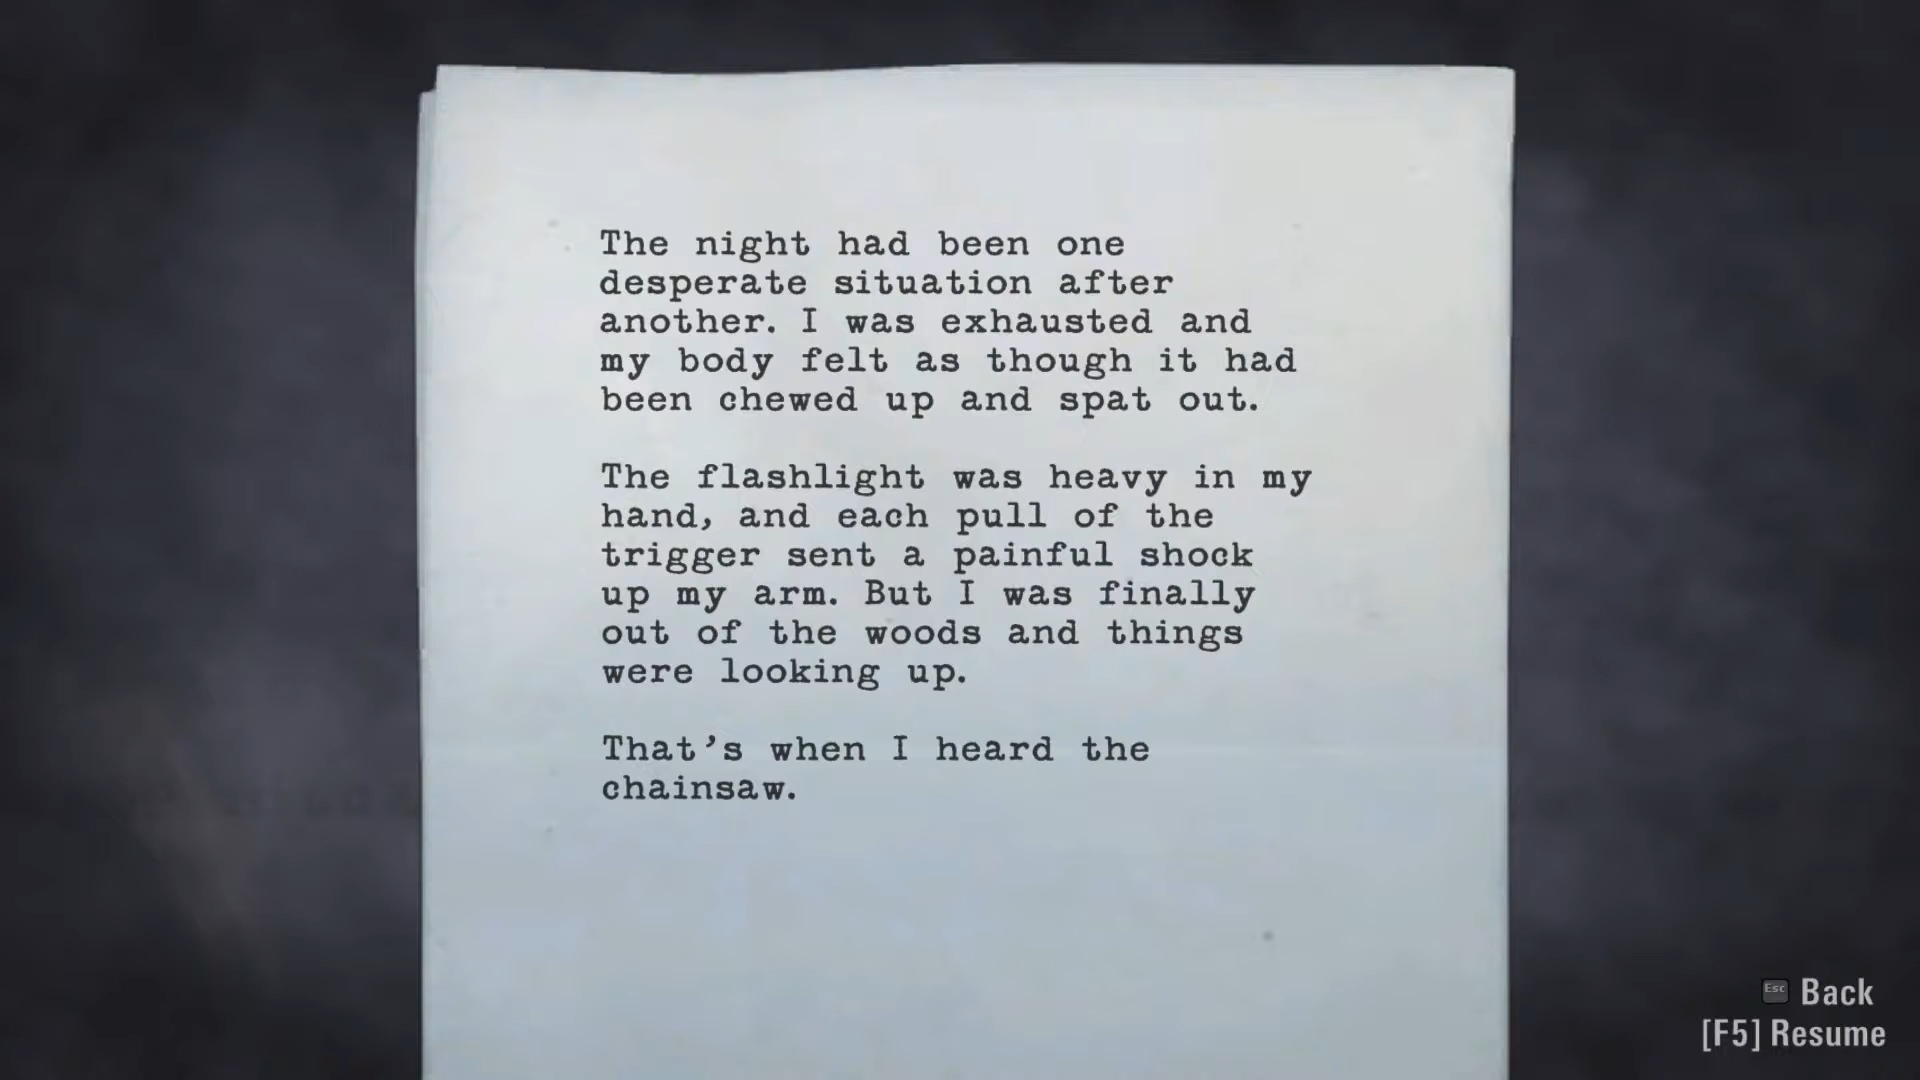 The night had been one
desperate situation after
another. I was exhausted and
my body felt as though it had
been chewed up and spat out.
The flashlight was heavy in my
hand, and each pull of the
trigger sent a painful shock
up my arm. But I was finally
out of the woods and things
were looking up.
That's when I heard the
chainsaw.
Esc Back
[F5] Resume